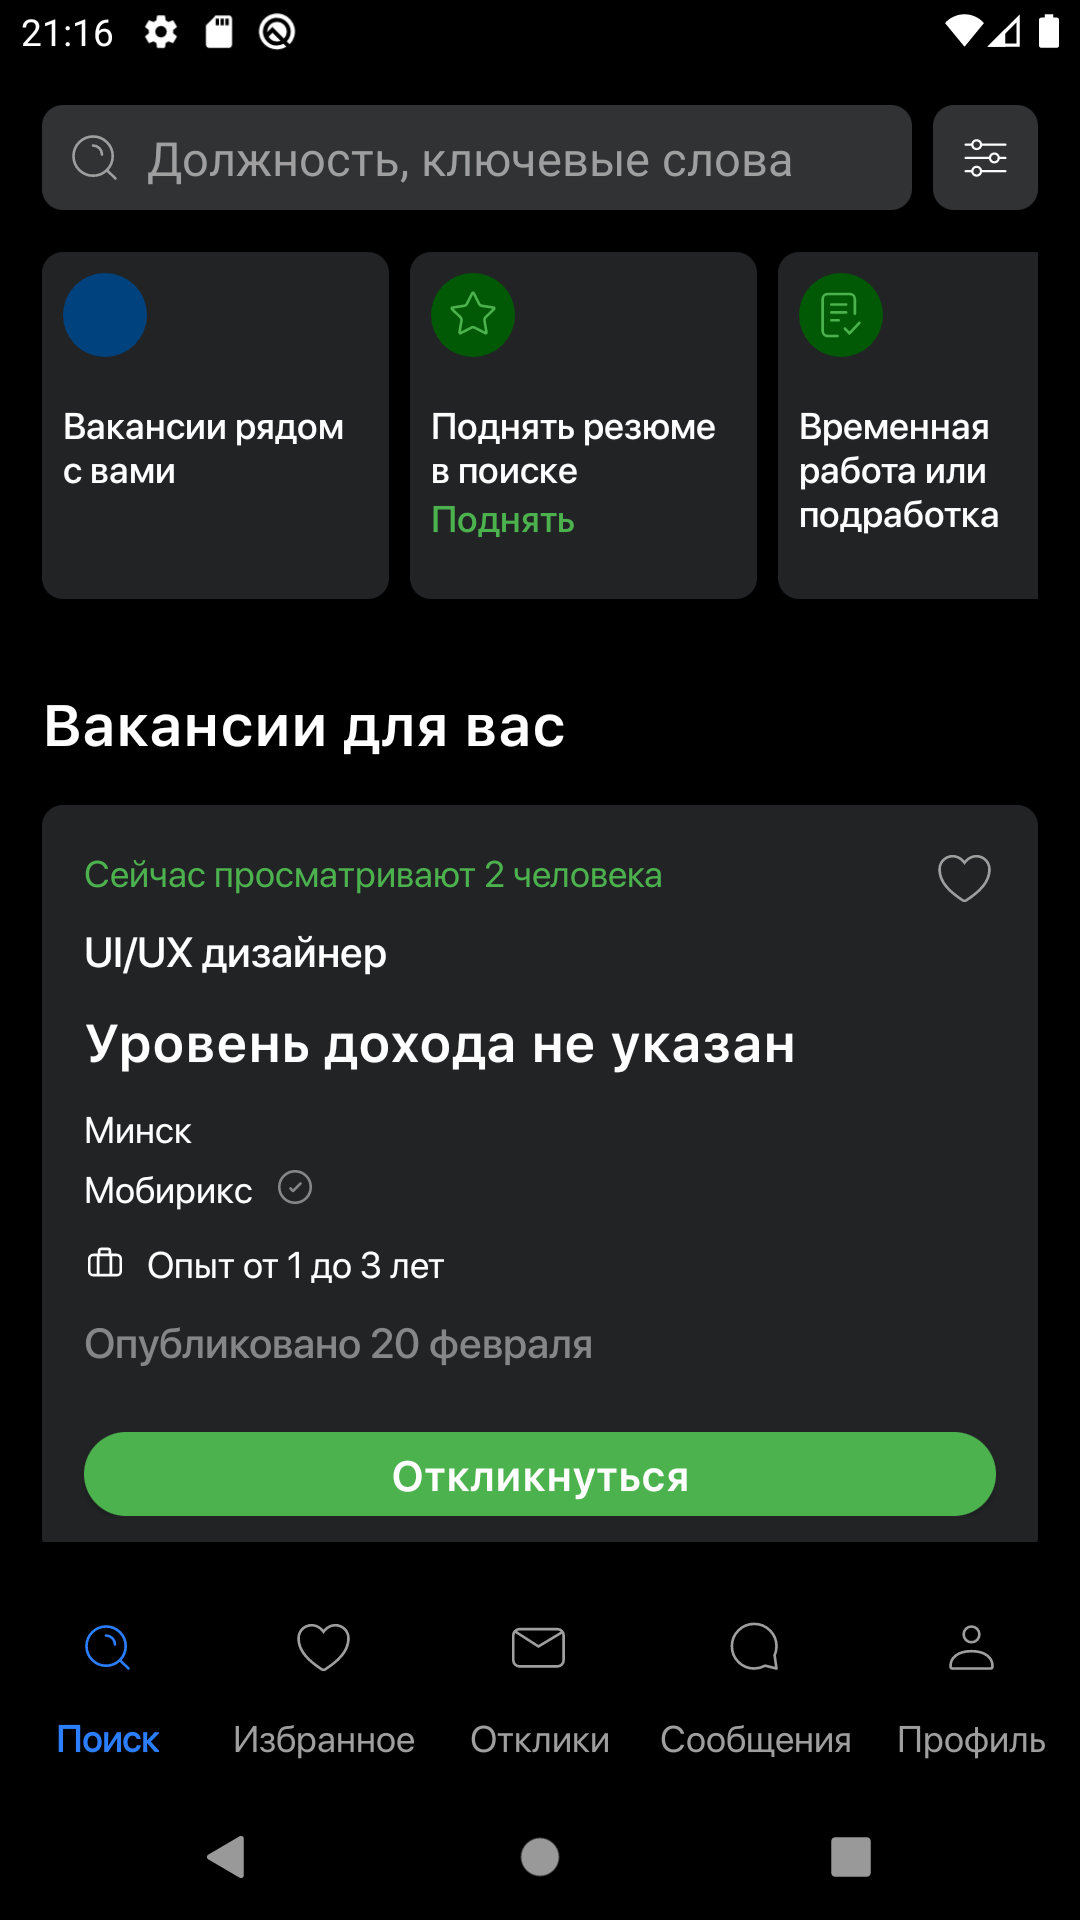 21:16
Должность, ключевые слова
Вакансии рядом
с вами
Поднять резюме
в поиске
Поднять
Временная
работа или
подработка
Вакансии для вас
Сейчас просматривают 2 человека
UI/UX дизайнер
Уровень дохода не указан
Минск
Мобирикс
Опыт от 1 до 3 лет
Опубликовано 20 февраля
Откликнуться
Поиск
Избранное
Отклики
Сообщения
Профиль